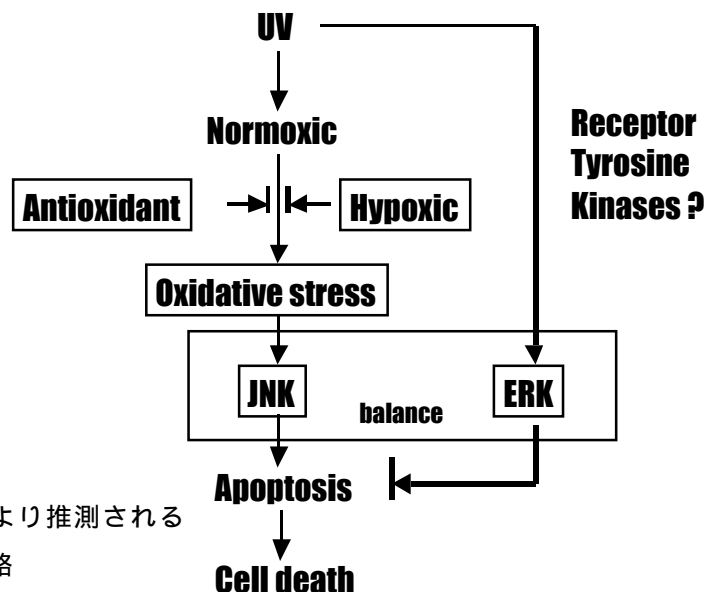 UV
Normoxic
Receptor
Tyrosine
Kinases ?
Antioxidant
Hypoxic
Oxidative stress
JNK
balance
ERK
Apoptosis
より推測される
路
Cell death